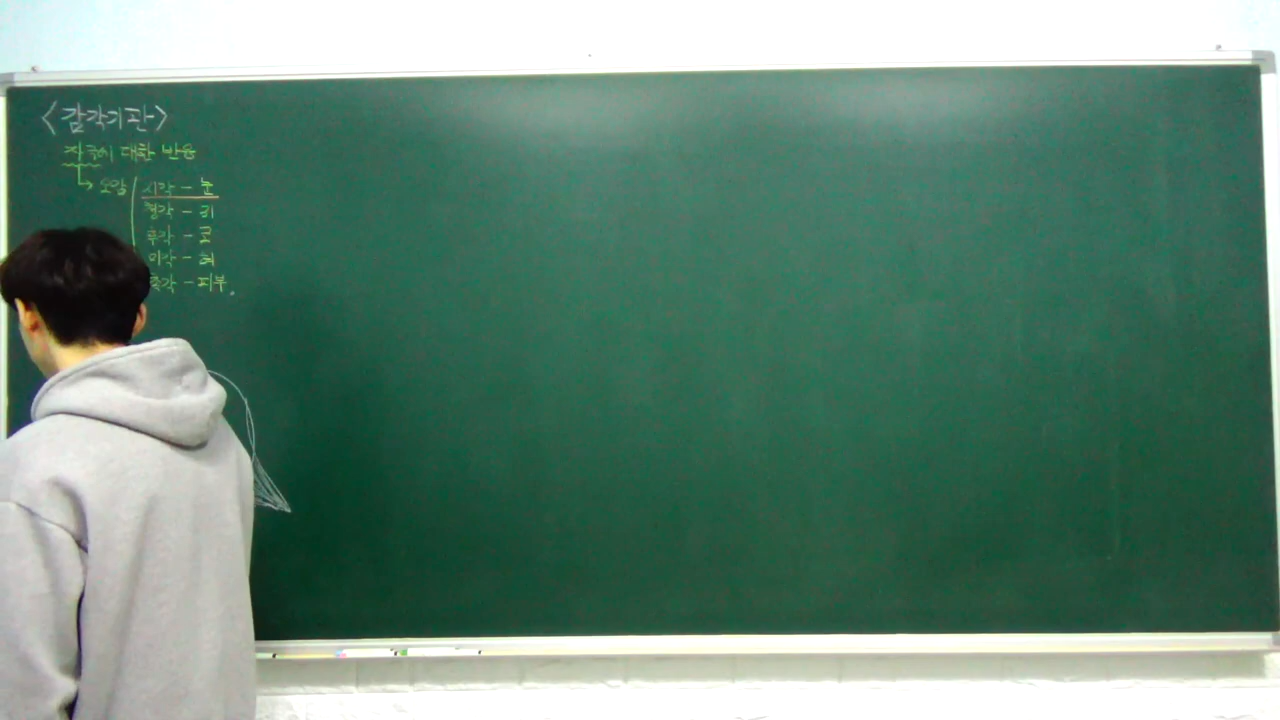 <감각기관>
자극에 대한 반응
오감 시각 - 눈
청각 - 귀
후각 - 코
미각 - 혀
촉각 - 피부.